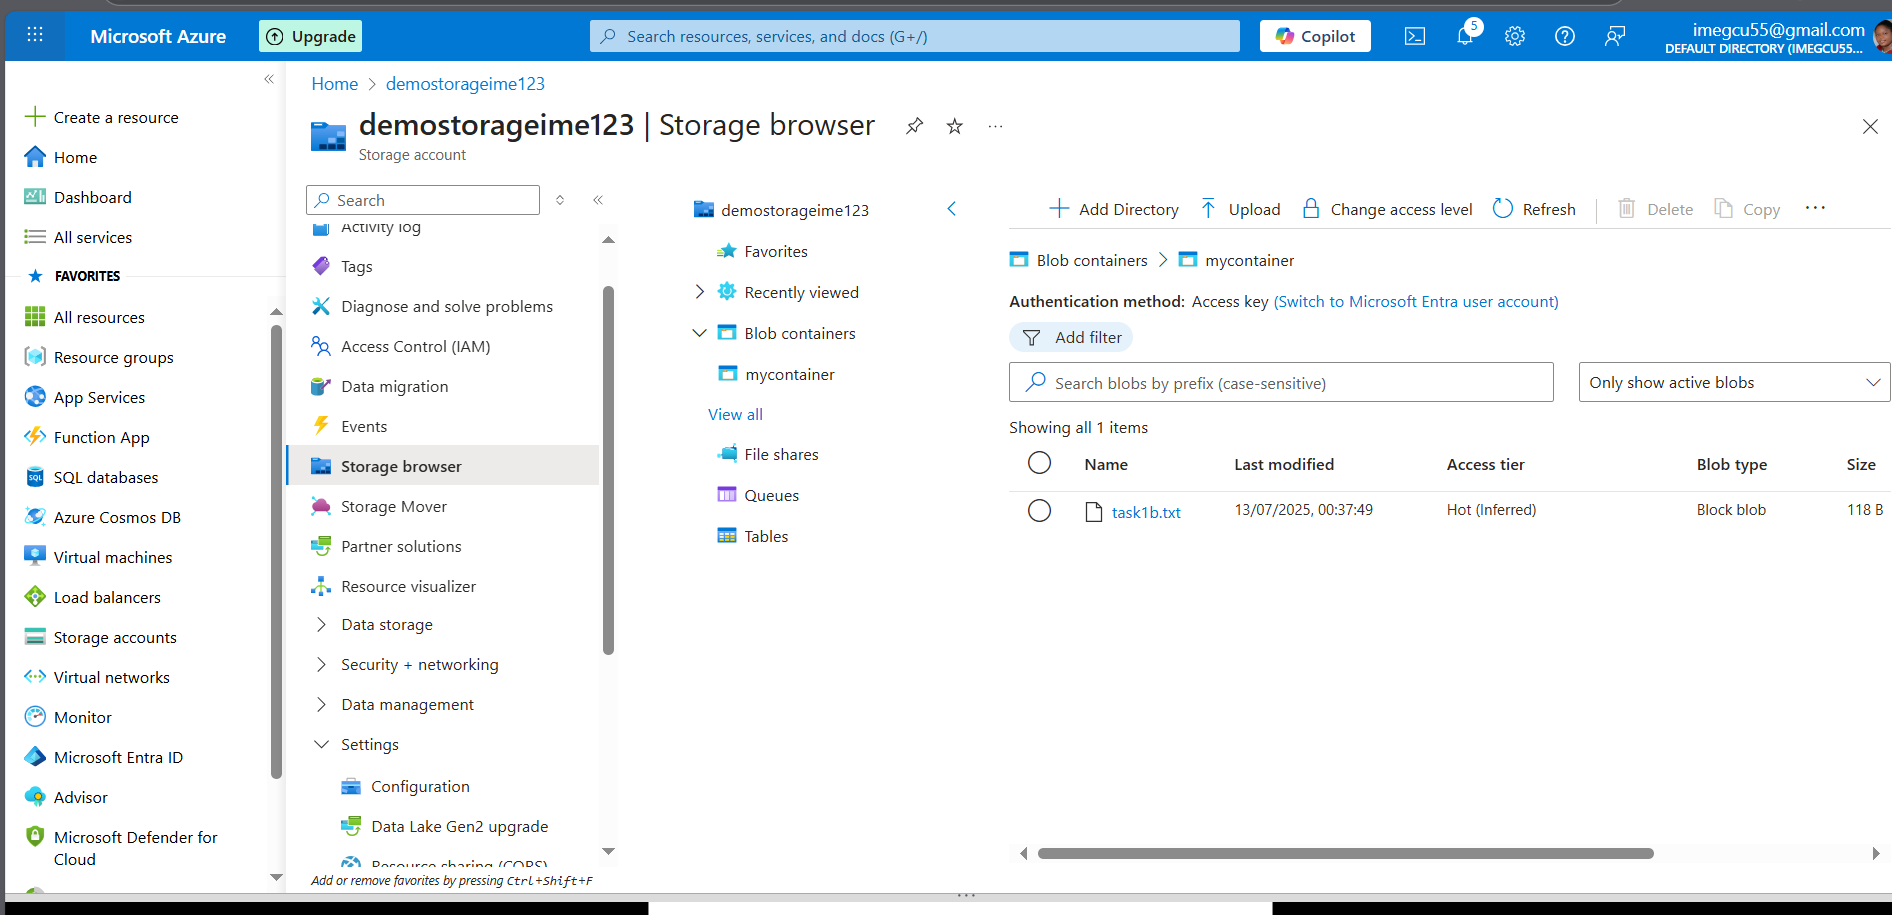 Microsoft Azure
Upgrade
Search resources, services, and docs (G+/)
Copilot
5
imegcu55@gmail.com
DEFAULT DIRECTORY (IMEGCU55...
Create a resource
Home
Dashboard
All services
FAVORITES
All resources
Resource groups
App Services
Function App
SQL databases
Azure Cosmos DB
Virtual machines
Load balancers
Storage accounts
Virtual networks
Monitor
Microsoft Entra ID
Advisor
Microsoft Defender for
Cloud
Home > demostorageime123
demostorageime123 | Storage browser
Storage account
Search
Activity log
Tags
Diagnose and solve problems
Access Control (IAM)
Data migration
Events
Storage browser
Storage Mover
Partner solutions
Resource visualizer
Data storage
Security + networking
Data management
Settings
Configuration
Data Lake Gen2 upgrade
Resource sharing (CORS)
Add or remove favorites by pressing Ctrl+Shift+F
demostorageime123
Favorites
Recently viewed
Blob containers
mycontainer
View all
File shares
Queues
Tables
Add Directory
Upload
Change access level
Refresh
Delete
Copy
Blob containers > mycontainer
Authentication method: Access key (Switch to Microsoft Entra user account)
Add filter
Search blobs by prefix (case-sensitive)
Only show active blobs
Showing all 1 items
Name Last modified Access tier Blob type Size
task1b.txt 13/07/2025, 00:37:49 Hot (Inferred) Block blob 118 B